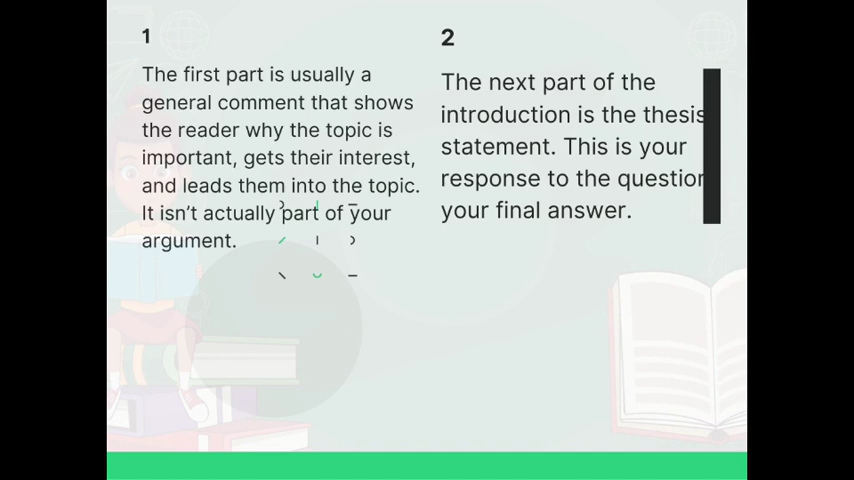 1
The first part is usually a
general comment that shows
the reader why the topic is
important, gets their interest,
and leads them into the topic.
It isn’t actually part of your
argument.
2
The next part of the
introduction is the thesis
statement. This is your
response to the question
your final answer.